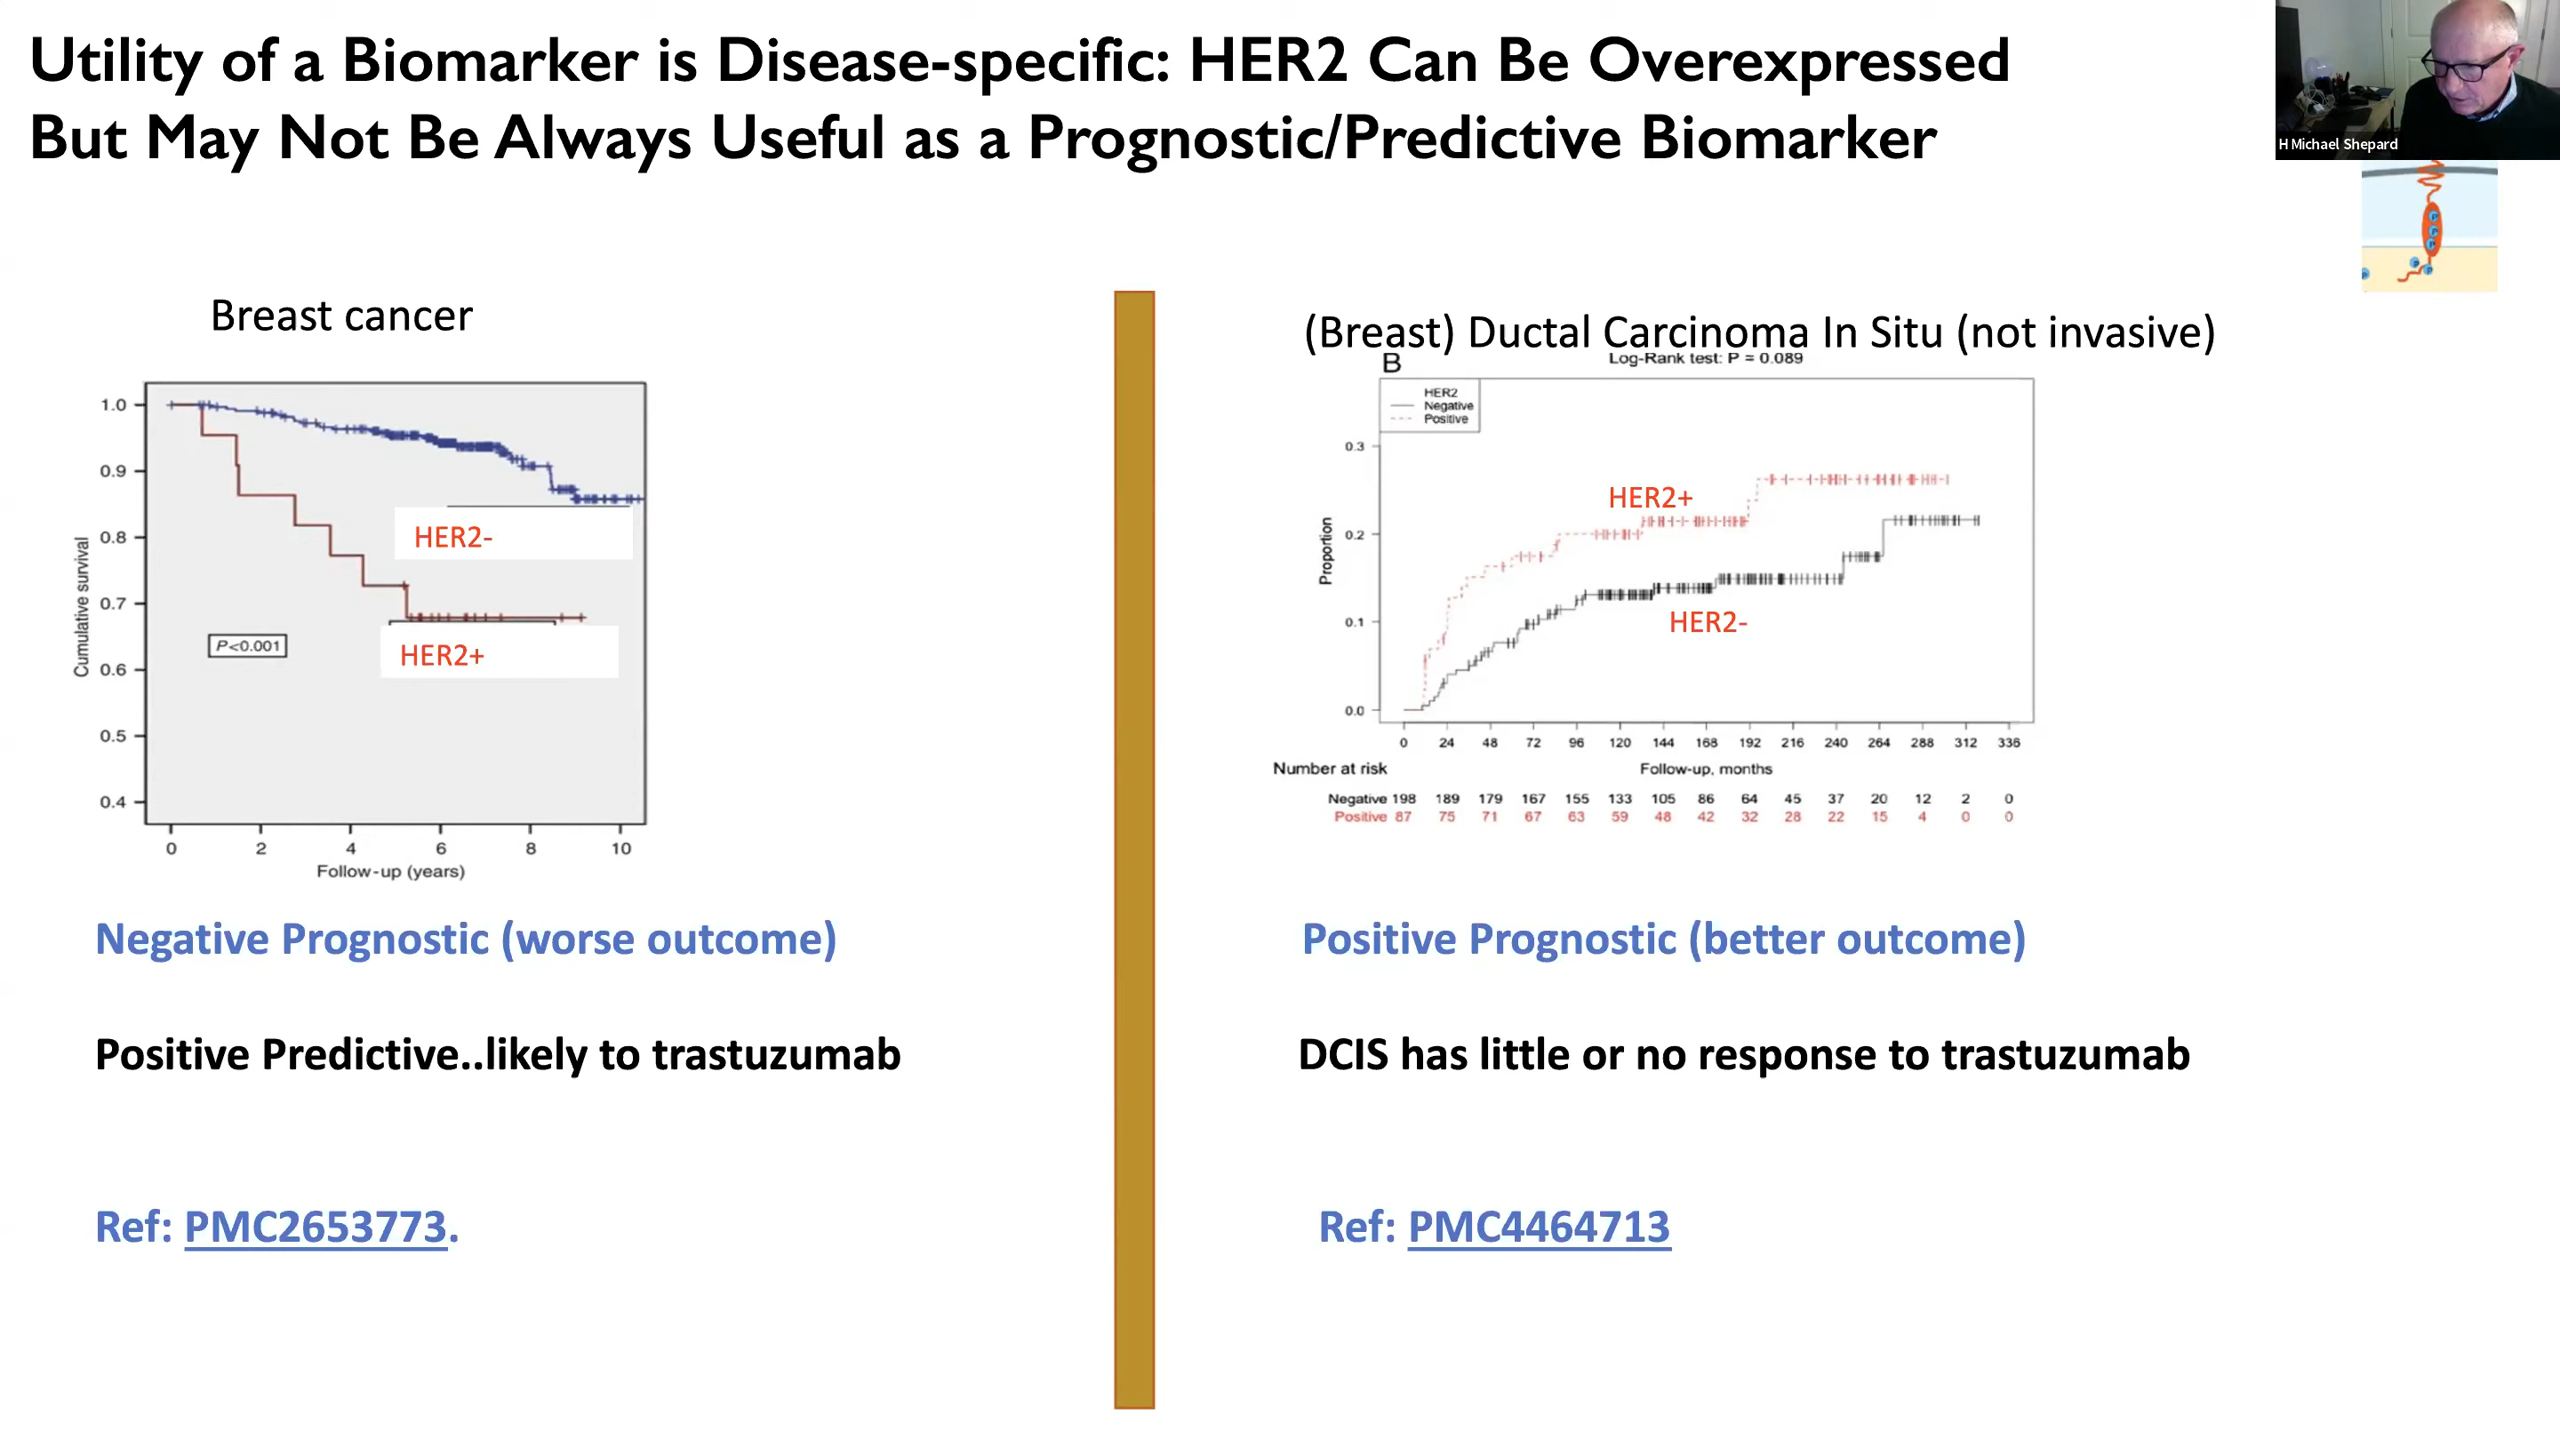 Utility of a Biomarker is Disease-specific: HER2 Can Be Overexpressed
But May Not Be Always Useful as a Prognostic/Predictive Biomarker
H Michael Shepard
P
P
P
P
P
P
Breast cancer
1.0
0.9
0.8
0.7
0.6
0.5
0.4
Cumulative survival
HER2-
HER2+
P<0.001
0 2 4 6 8 10
Follow-up (years)
Negative Prognostic (worse outcome)
Positive Predictive..likely to trastuzumab
Ref: PMC2653773.
(Breast) Ductal Carcinoma In Situ (not invasive)
B
Log-Rank test: P = 0.089
HER2
Negative
Positive
0.3
0.2
0.1
0.0
Proportion
HER2+
HER2-
0 24 48 72 96 120 144 168 192 216 240 264 288 312 336
Number at risk
Follow-up, months
Negative 198 189 179 167 155 133 105 86 64 45 37 20 12 2 0
Positive 87 75 71 67 63 59 48 42 32 28 22 15 4 0 0
Positive Prognostic (better outcome)
DCIS has little or no response to trastuzumab
Ref: PMC4464713